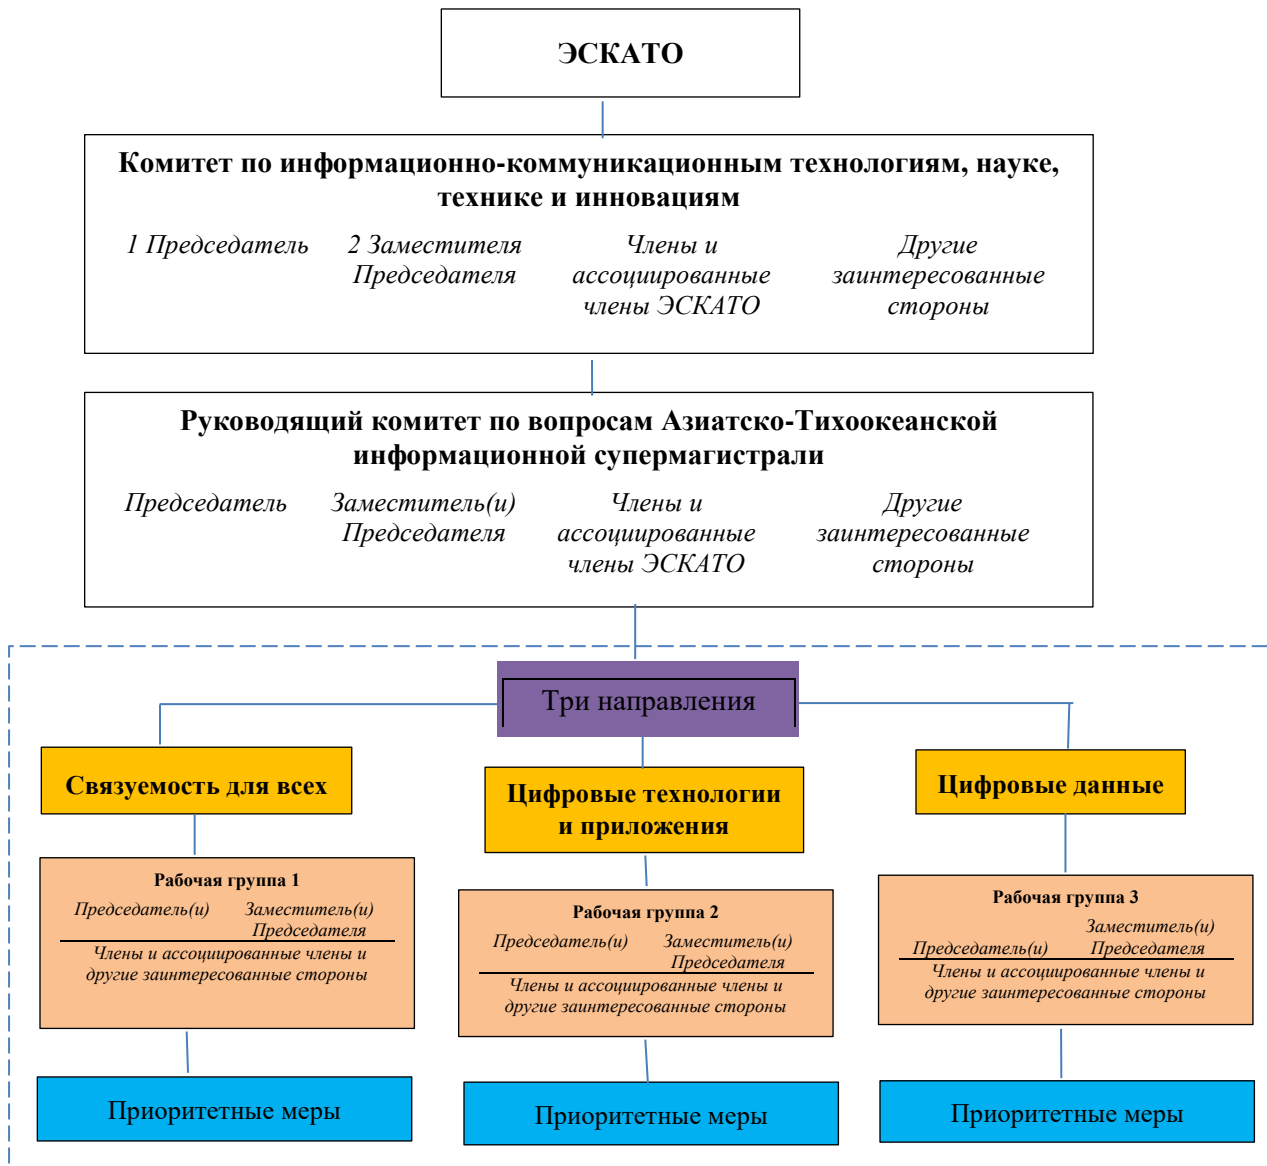 ЭСКАТО
Комитет по информационно-коммуникационным технологиям, науке,
технике и инновациям
1 Председатель
2 Заместителя
Председателя
Члены и
ассоциированные
члены ЭСКАТО
Другие
заинтересованные
стороны
Руководящий комитет по вопросам Азиатско-Тихоокеанской
информационной супермагистрали
Председатель
Заместитель(и)
Председателя
Члены и
ассоциированные
члены ЭСКАТО
Другие
заинтересованные
стороны
Три направления
Связуемость для всех
Цифровые технологии
и приложения
Цифровые данные
Рабочая группа 1
Председатель(и)
Заместитель(и)
Председателя
Члены и ассоциированные члены и
другие заинтересованные стороны
Рабочая группа 2
Председатель(и)
Заместитель(и)
Председателя
Члены и ассоциированные члены и
другие заинтересованные стороны
Рабочая группа 3
Председатель(и)
Заместитель(и)
Председателя
Члены и ассоциированные члены и
другие заинтересованные стороны
Приоритетные меры
Приоритетные меры
Приоритетные меры